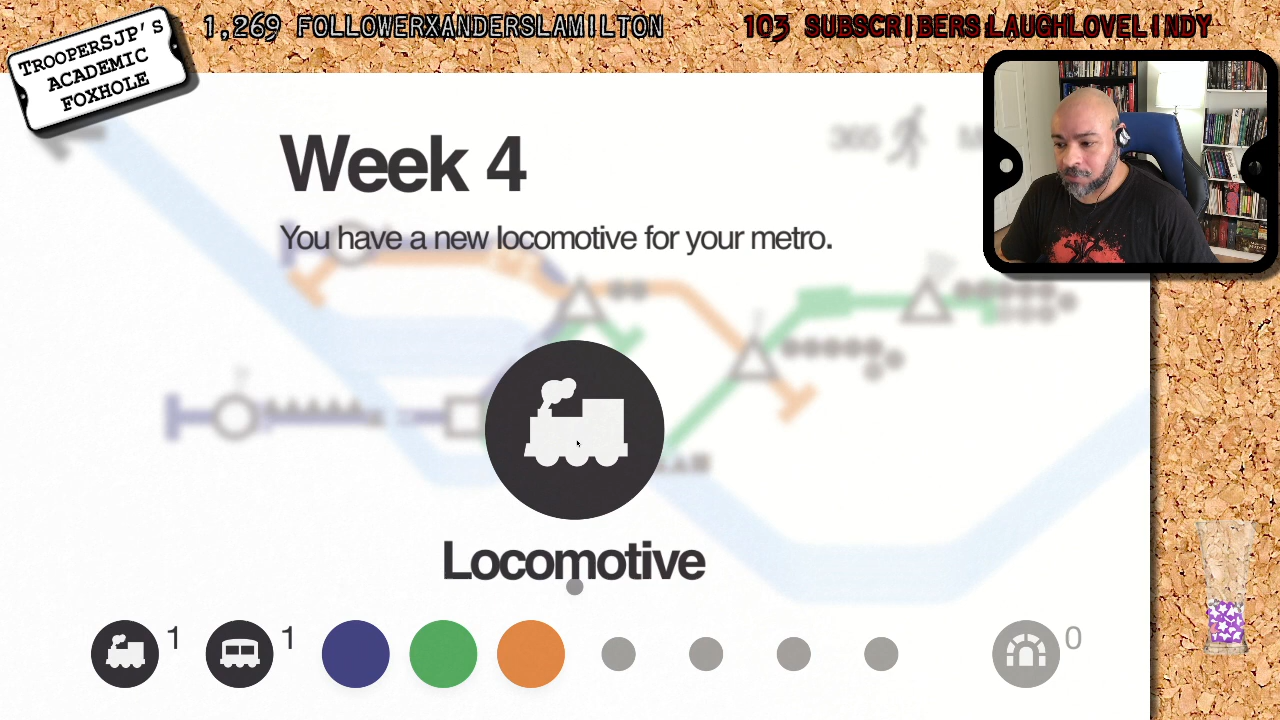 TROOPERSJP'S
ACADEMIC
FOXHOLE
1,269 FOLLOWERXANDERSLAMILTON
103 SUBSCRIBERS:LAUGHLOVELINDY
365
Week 4
You have a new locomotive for your metro.
Locomotive
1
1
0